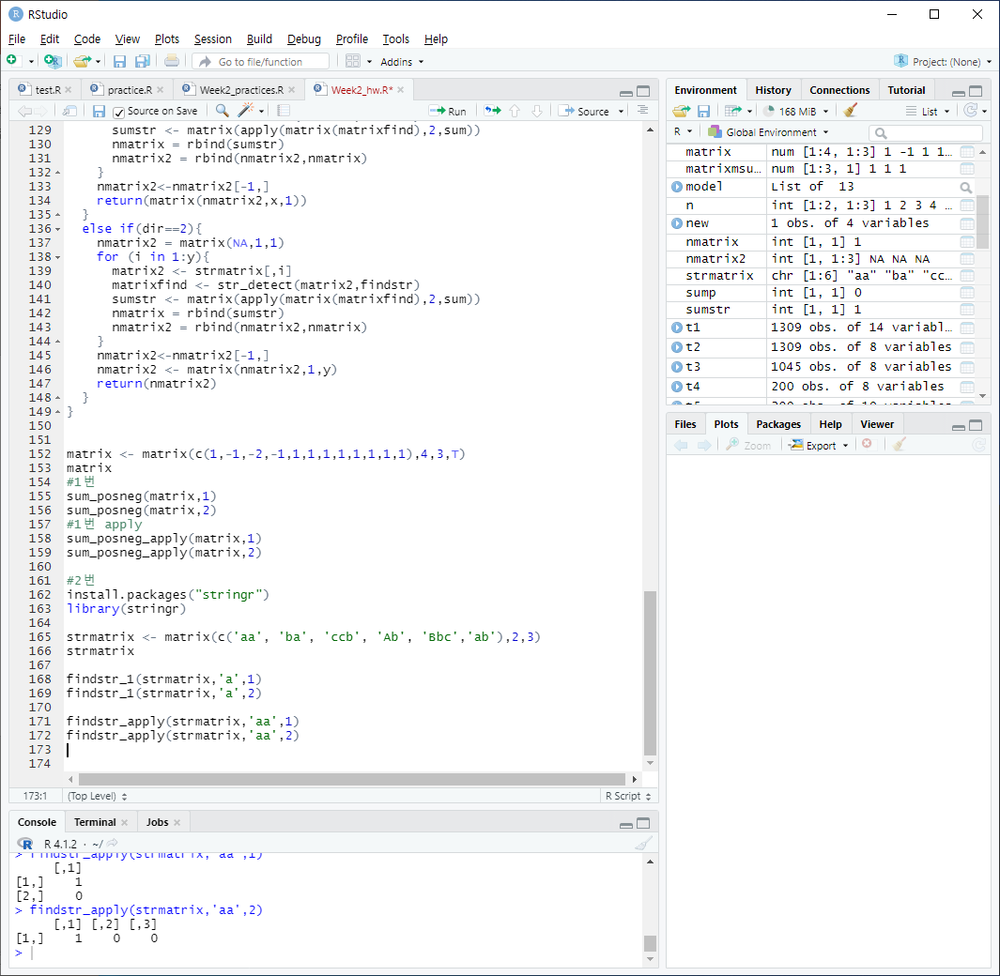 RStudio
File Edit Code View Plots Session Build Debug Profile Tools Help
Go to file/function Addins Project: (None)
test.R practice.R Week2_practices.R Week2_hw.R*
Source on Save Run Source
129 sumstr <- matrix(apply(matrix(matrixfind),2,sum))
130 nmatrix = rbind(sumstr)
131 nmatrix2 = rbind(nmatrix2,nmatrix)
132 }
133 nmatrix2<-nmatrix2[-1,]
134 return(matrix(nmatrix2,x,1))
135 }
136 else if(dir==2){
137 nmatrix2 = matrix(NA,1,1)
138 for (i in 1:y){
139 matrix2 <- strmatrix[,i]
140 matrixfind <- str_detect(matrix2,findstr)
141 sumstr <- matrix(apply(matrix(matrixfind),2,sum))
142 nmatrix = rbind(sumstr)
143 nmatrix2 = rbind(nmatrix2,nmatrix)
144 }
145 nmatrix2<-nmatrix2[-1,]
146 nmatrix2 <- matrix(nmatrix2,1,y)
147 return(nmatrix2)
148 }
149 }
150
151
152 matrix <- matrix(c(1,-1,-2,-1,1,1,1,1,1,1,1,1),4,3,T)
153 matrix
154 #1번
155 sum_posneg(matrix,1)
156 sum_posneg(matrix,2)
157 #1번 apply
158 sum_posneg_apply(matrix,1)
159 sum_posneg_apply(matrix,2)
160
161 #2번
162 install.packages("stringr")
163 library(stringr)
164
165 strmatrix <- matrix(c('aa', 'ba', 'ccb', 'Ab', 'Bbc','ab'),2,3)
166 strmatrix
167
168 findstr_1(strmatrix,'a',1)
169 findstr_1(strmatrix,'a',2)
170
171 findstr_apply(strmatrix,'aa',1)
172 findstr_apply(strmatrix,'aa',2)
173
174
173:1 (Top Level) R Script
Console Terminal Jobs
R 4.1.2 · ~/
> findstr_apply(strmatrix,'aa',1)
[,1]
[1,] 1
[2,] 0
> findstr_apply(strmatrix,'aa',2)
[,1] [,2] [,3]
[1,] 1 0 0
>
Environment History Connections Tutorial
168 MiB List
R Global Environment
matrix num [1:4, 1:3] 1 -1 1 1…
matrixmsu… num [1:3, 1] 1 1 1
model List of 13
n int [1:2, 1:3] 1 2 3 4 …
new 1 obs. of 4 variables
nmatrix int [1, 1] 1
nmatrix2 int [1, 1:3] NA NA NA
strmatrix chr [1:6] "aa" "ba" "cc…
sump int [1, 1] 0
sumstr int [1, 1] 1
t1 1309 obs. of 14 variabl…
t2 1309 obs. of 8 variables
t3 1045 obs. of 8 variables
t4 200 obs. of 8 variables
Files Plots Packages Help Viewer
Zoom Export